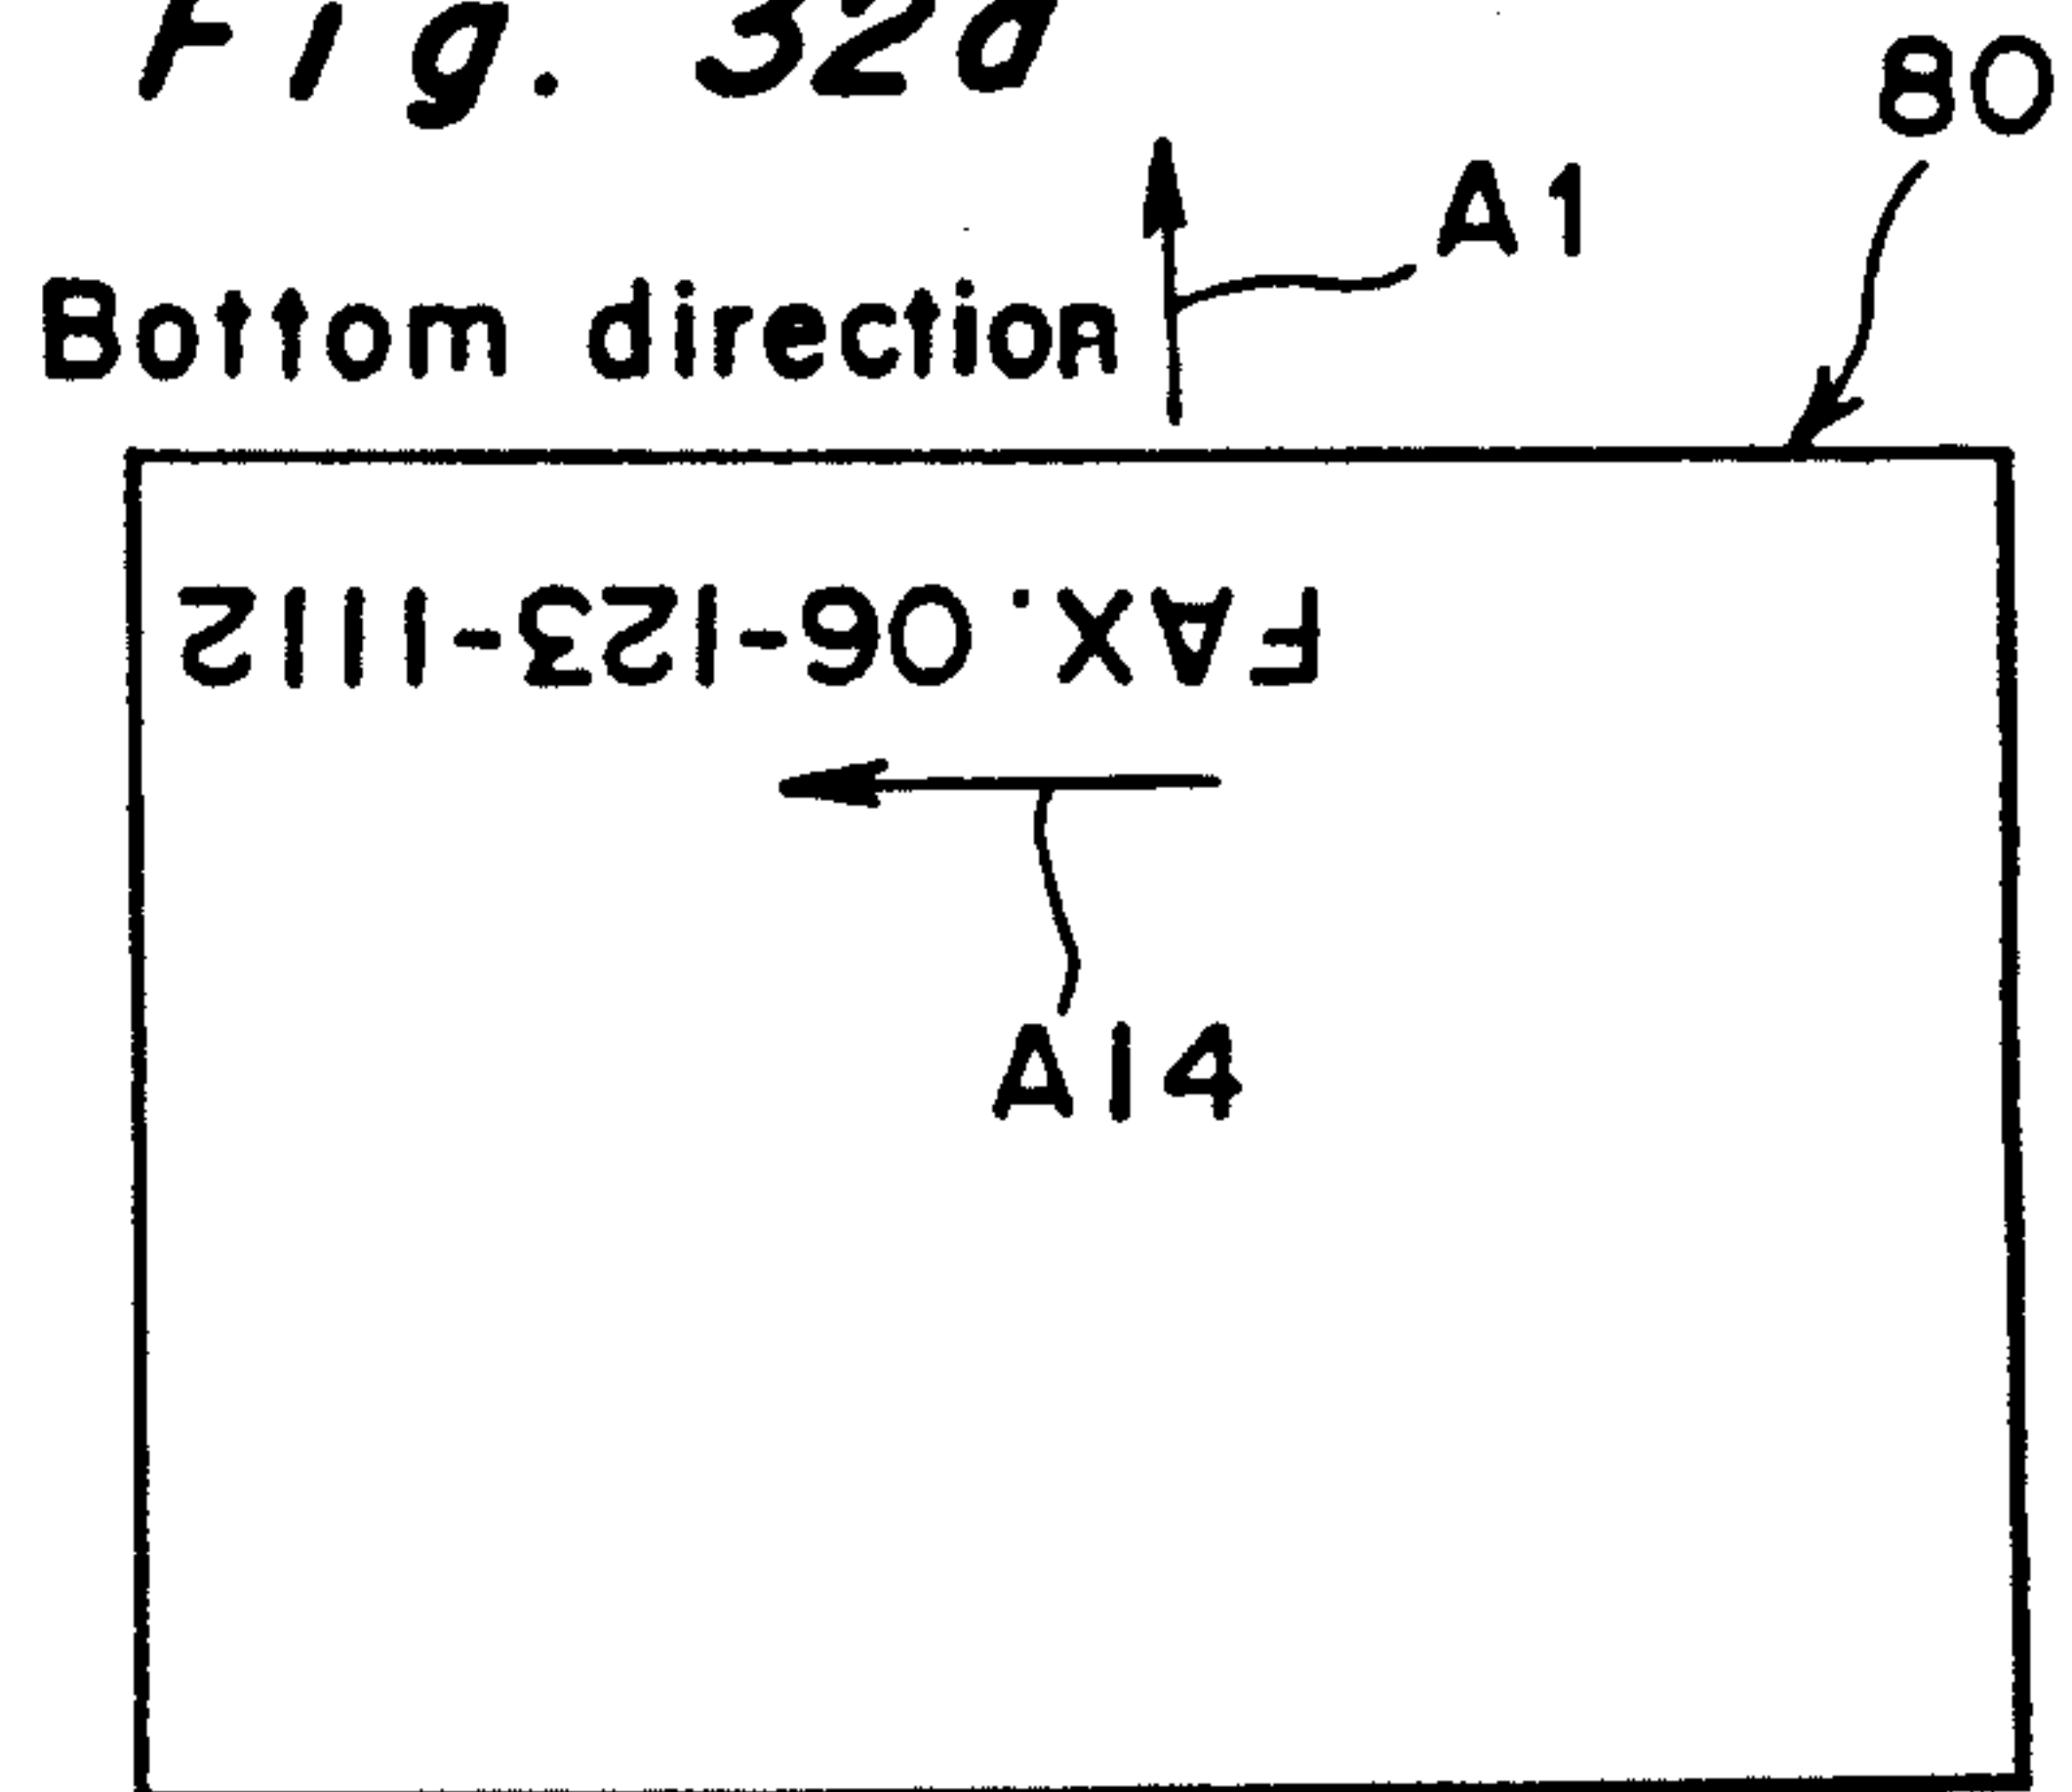 Fig. 32a
80
A1
Bottom direction
FAX.06-123-1112
A14